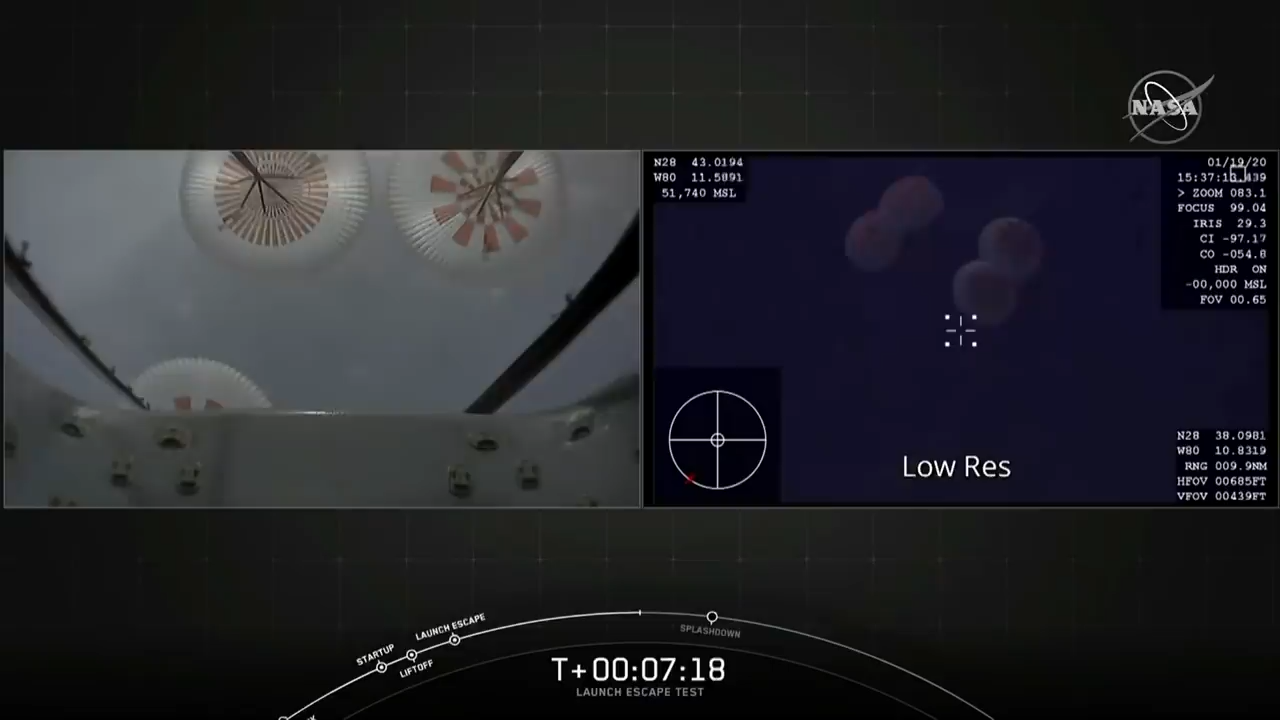 NASA
N28 43.0194
W80 11.5891
51,740 MSL
01/19/20
> ZOOM 083.1
FOCUS 99.04
IRIS 29.3
CI -97.17
CO -054.8
HDR ON
-00,000 MSL
FOV 00.65
N28 38.0981
W80 10.8319
RNG 009.9NM
HFOV 00685FT
VFOV 00439FT
Low Res
STARTUP
LIFTOFF
LAUNCH ESCAPE
SPLASHDOWN
T+00:07:18
LAUNCH ESCAPE TEST